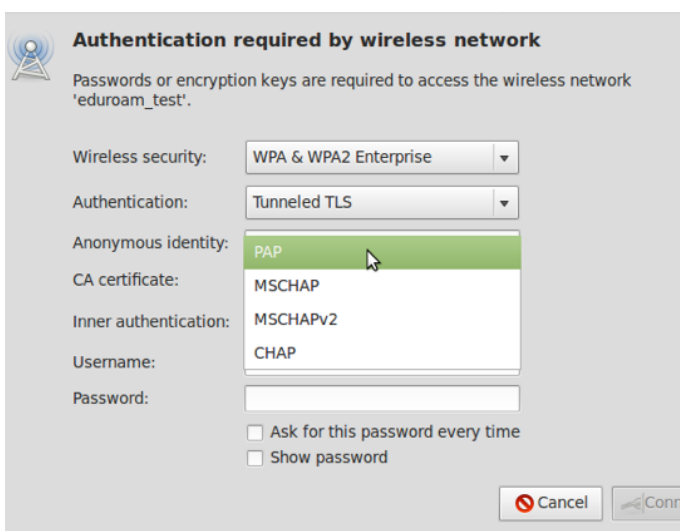 Authentication required by wireless network
Passwords or encryption keys are required to access the wireless network
'eduroam_test'.
Wireless security: WPA & WPA2 Enterprise
Authentication: Tunneled TLS
Anonymous identity:
PAP
CA certificate:
MSCHAP
Inner authentication:
MSCHAPv2
CHAP
Username:
Password:
Ask for this password every time
Show password
Cancel